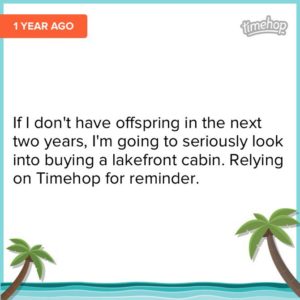 1 YEAR AGO
timehop
If I don't have offspring in the next
two years, I'm going to seriously look
into buying a lakefront cabin. Relying
on Timehop for reminder.